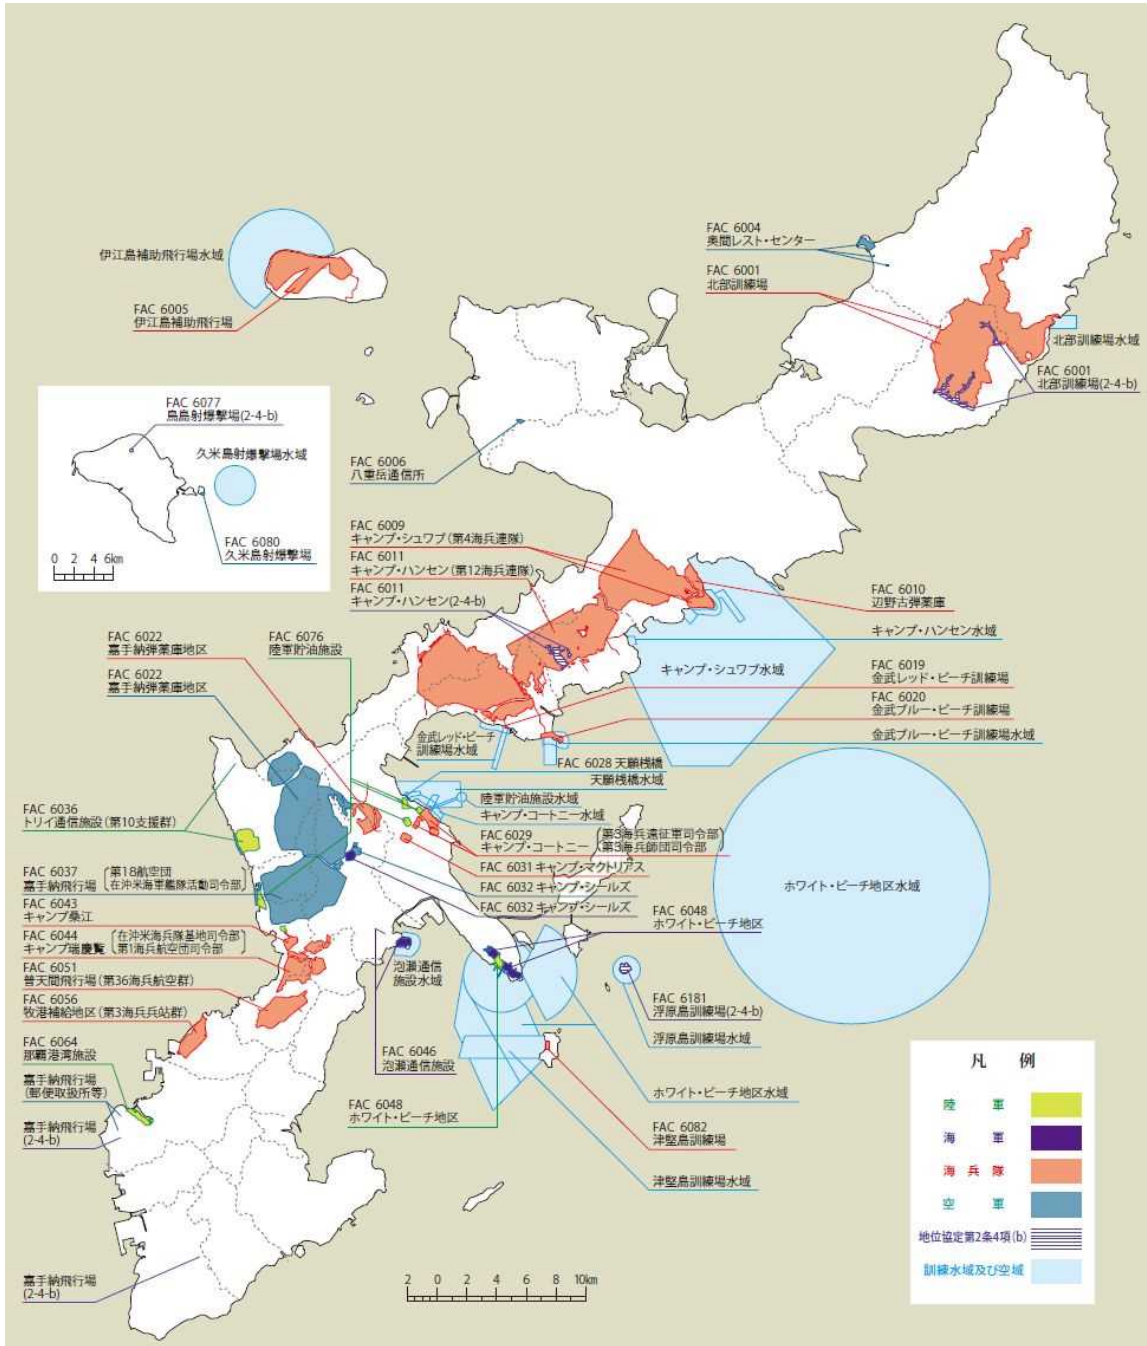 伊江島補助飛行場水域
FAC 6005
伊江島補助飛行場
FAC 6004
奥間レスト・センター
FAC 6001
北部訓練場
北部訓練場水域
FAC 6001
北部訓練場(2-4-b)
FAC 6077
鳥島射爆撃場(2-4-b)
久米島射爆撃場水域
FAC 6080
久米島射爆撃場
0 2 4 6km
FAC 6006
八重岳通信所
FAC 6009
キャンプ・シュワブ(第4海兵連隊)
FAC 6011
キャンプ・ハンセン(第12海兵連隊)
FAC 6011
キャンプ・ハンセン(2-4-b)
FAC 6010
辺野古弾薬庫
キャンプ・ハンセン水域
キャンプ・シュワブ水域
FAC 6019
金武レッド・ビーチ訓練場
FAC 6020
金武ブルー・ビーチ訓練場
金武ブルー・ビーチ訓練場水域
FAC 6022
嘉手納弾薬庫地区
FAC 6076
陸軍貯油施設
FAC 6022
嘉手納弾薬庫地区
金武レッド・ビーチ
訓練場水域
FAC 6028 天願桟橋
天願桟橋水域
陸軍貯油施設水域
キャンプ・コートニー水域
FAC 6029
キャンプ・コートニー
第3海兵遠征軍司令部
第3海兵師団司令部
FAC 6031 キャンプ・マクトリアス
FAC 6032 キャンプ・シールズ
FAC 6032 キャンプ・シールズ
FAC 6036
トリイ通信施設(第10支援群)
FAC 6037
嘉手納飛行場
第18航空団
在沖米海軍艦隊活動司令部
FAC 6043
キャンプ桑江
FAC 6044
キャンプ瑞慶覧
在沖米海兵隊基地司令部
第1海兵航空団司令部
FAC 6051
普天間飛行場(第36海兵航空群)
FAC 6056
牧港補給地区(第3海兵兵站群)
FAC 6064
那覇港湾施設
嘉手納飛行場
(郵便取扱所等)
嘉手納飛行場
(2-4-b)
嘉手納飛行場
(2-4-b)
FAC 6048
ホワイト・ビーチ地区
ホワイト・ビーチ地区水域
泡瀬通信
施設水域
FAC 6046
泡瀬通信施設
FAC 6048
ホワイト・ビーチ地区
FAC 6181
浮原島訓練場(2-4-b)
浮原島訓練場水域
ホワイト・ビーチ地区水域
FAC 6082
津堅島訓練場
津堅島訓練場水域
2 0 2 4 6 8 10km
凡 例
陸 軍
海 軍
海 兵 隊
空 軍
地位協定第2条4項(b)
訓練水域及び空域